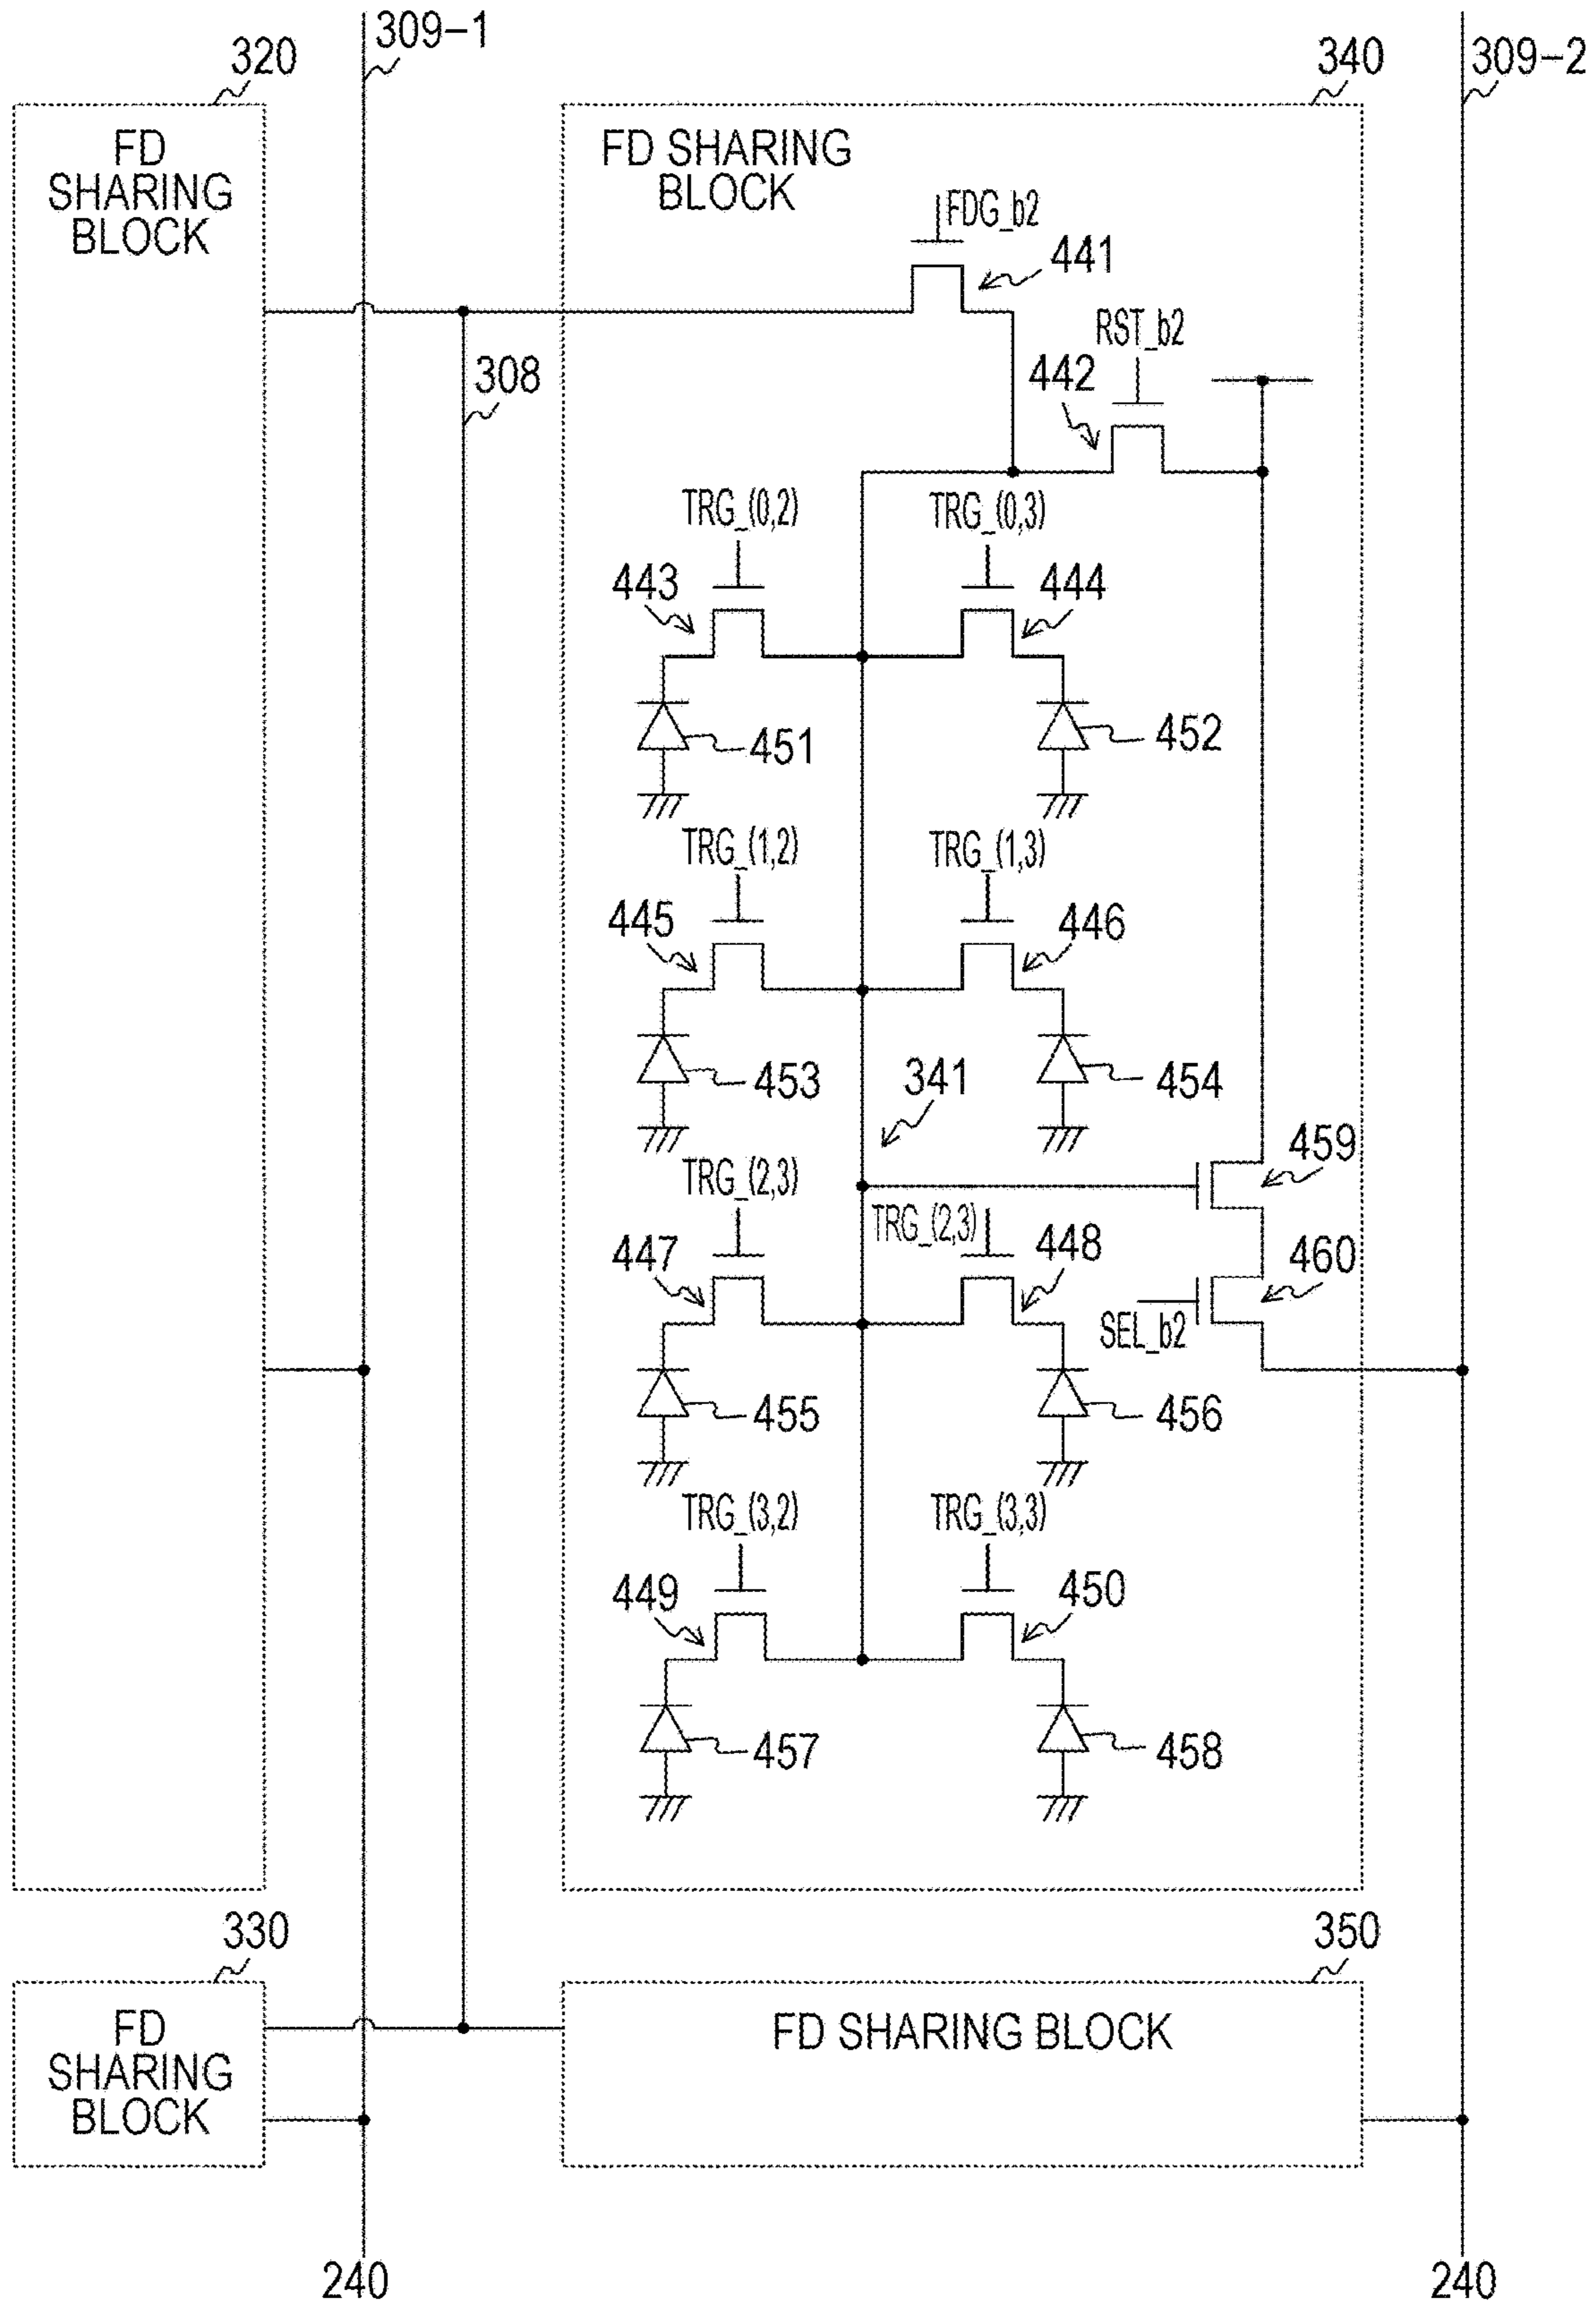 309-1
320
340
309-2
FD
SHARING
BLOCK
FD SHARING
BLOCK
FDG_b2
441
RST_b2
442
308
TRG_(0,2)
TRG_(0,3)
443
444
451
452
TRG_(1,2)
TRG_(1,3)
445
446
453
454
341
459
TRG_(2,3)
TRG_(2,3)
447
448
460
SEL_b2
455
456
TRG_(3,2)
TRG_(3,3)
449
450
457
458
330
350
FD
SHARING
BLOCK
FD SHARING BLOCK
240
240